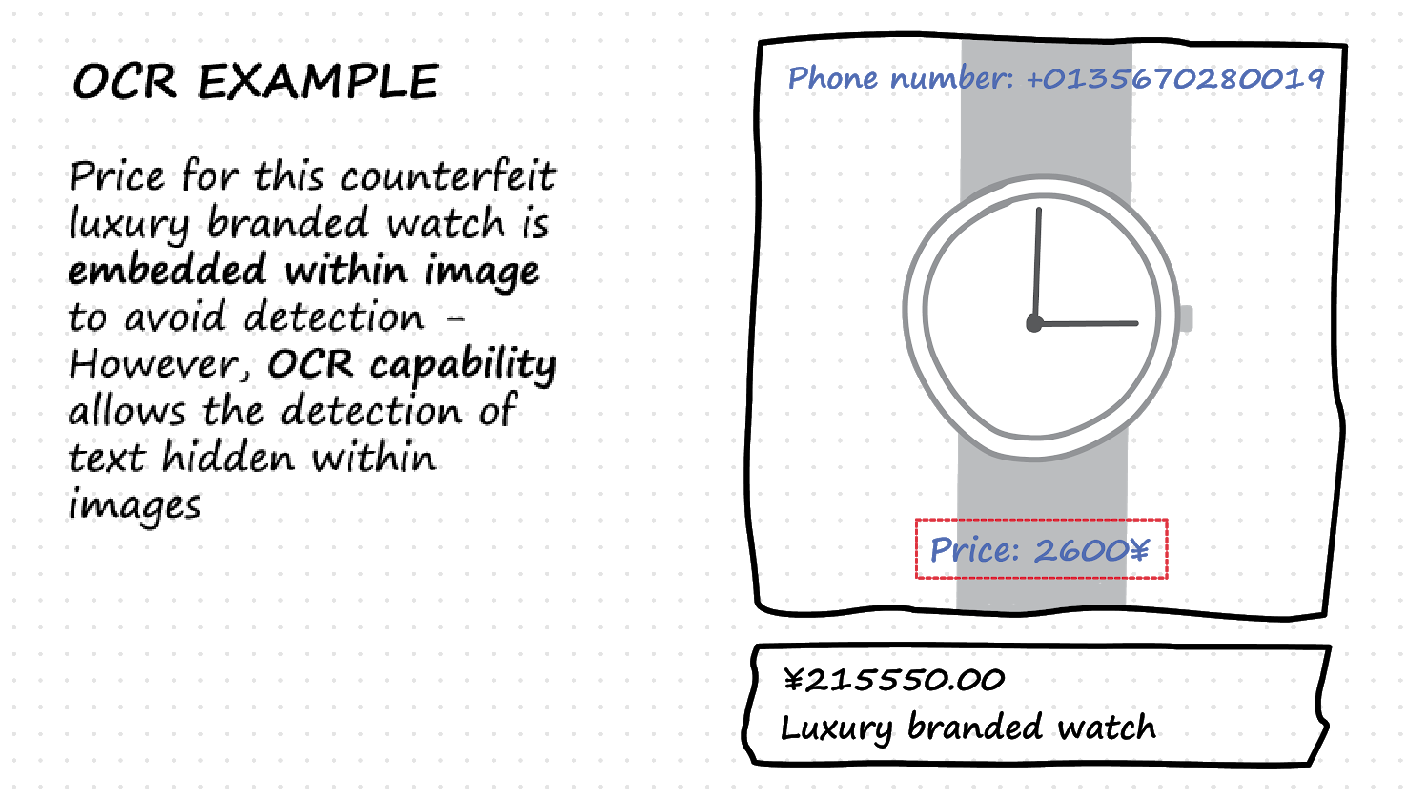 OCR EXAMPLE
Price for this counterfeit
luxury branded watch is
embedded within image
to avoid detection –
However, OCR capability
allows the detection of
text hidden within
images
Phone number: +0135670280019
Price: 2600¥
¥215550.00
Luxury branded watch